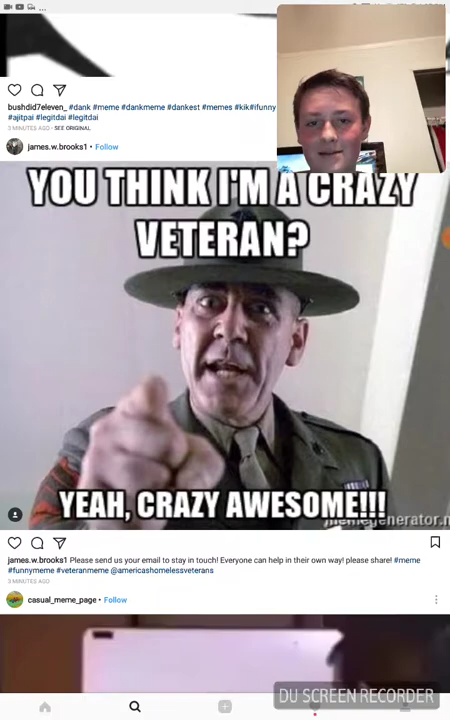 bushdid7eleven_ #dank #meme #dankmeme #dankest #memes #kik#ifunny
#ajitpai #legitdai #legitdai
3 MINUTES AGO · SEE ORIGINAL
james.w.brooks1 • Follow
YOU THINK I'M A CRAZY
VETERAN?
YEAH, CRAZY AWESOME!!!
james.w.brooks1 Please send us your email to stay in touch! Everyone can help in their own way! please share! #meme
#funnymeme #veteranmeme @americashomelessveterans
3 MINUTES AGO
casual_meme_page • Follow
DU SCREEN RECORDER